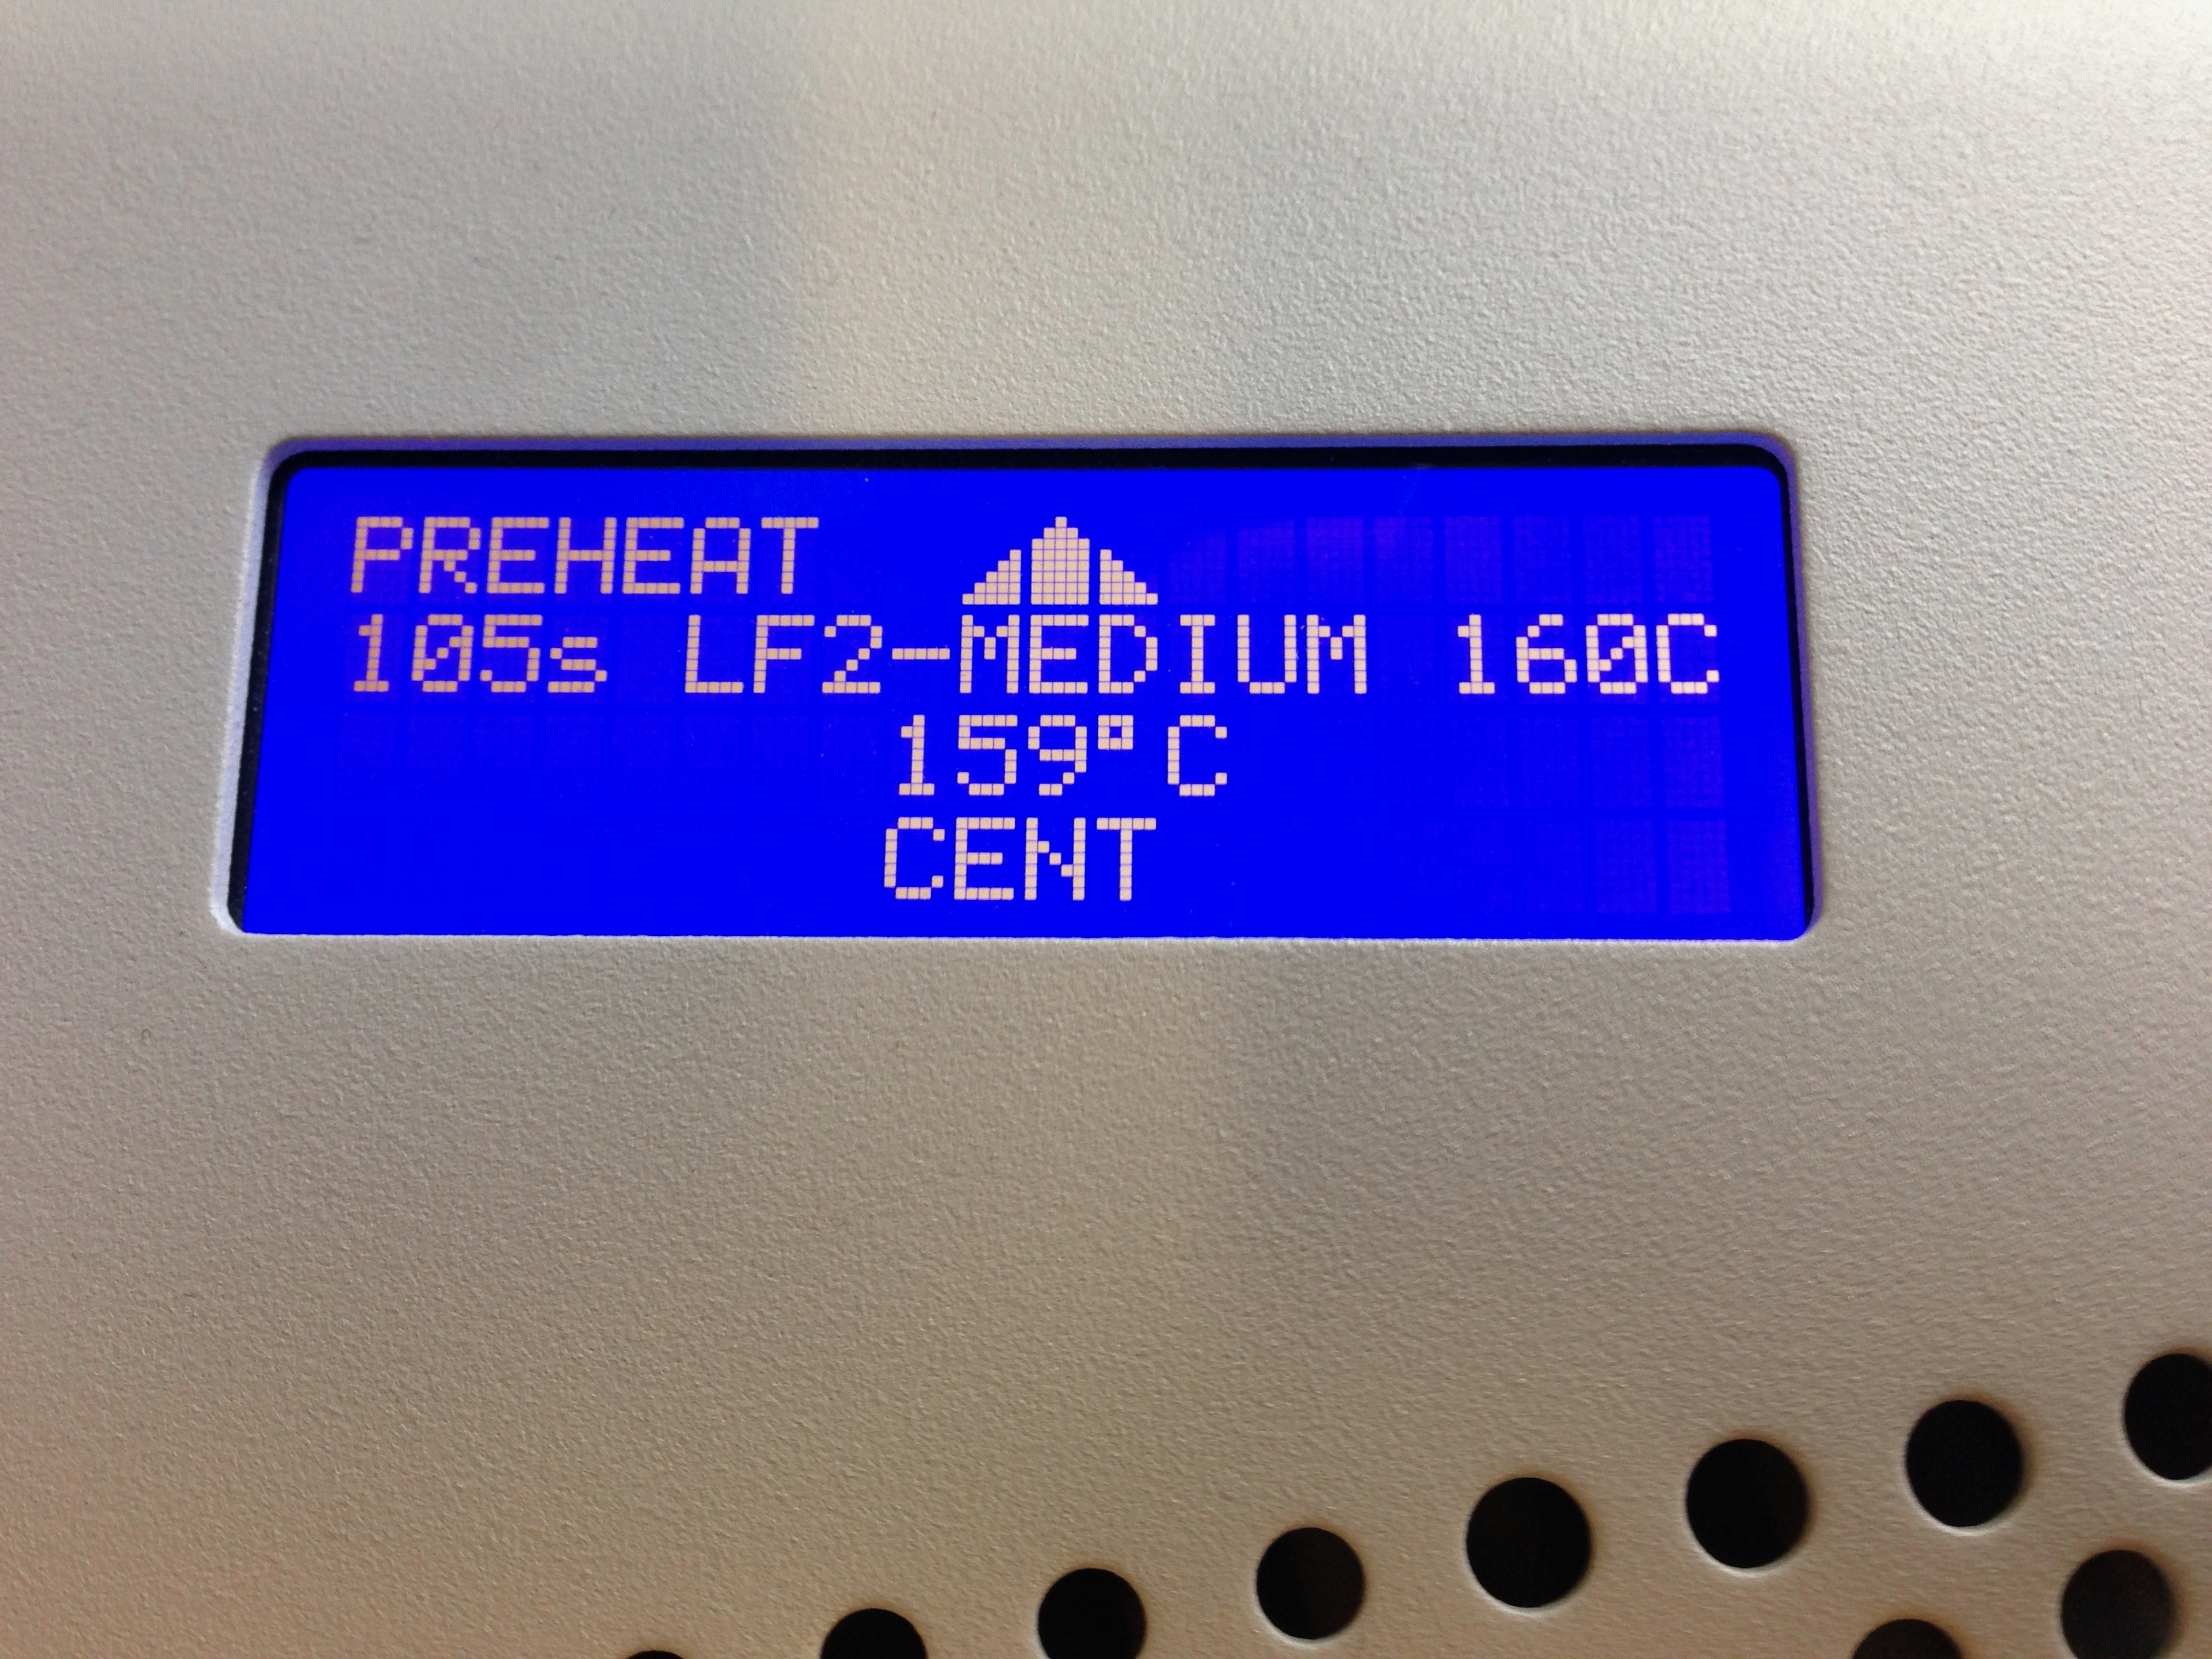 PREHEAT
105s LF2-MEDIUM 160C
159°C
CENT